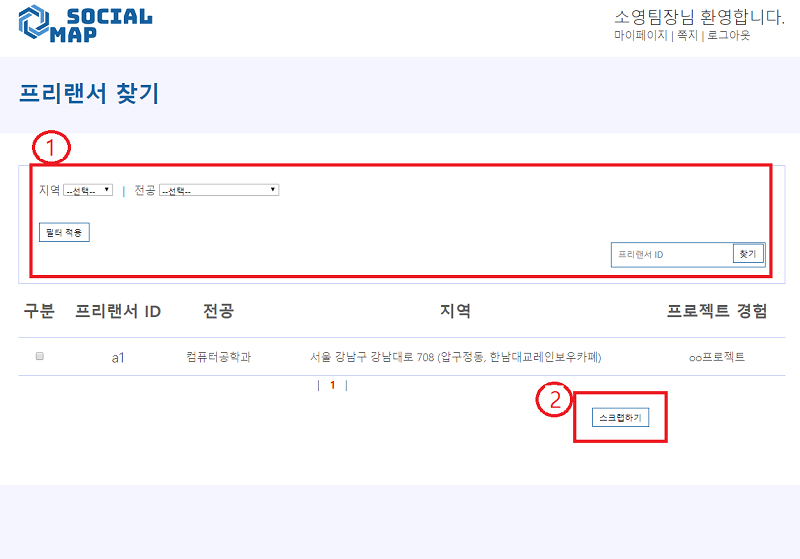 SOCIAL
MAP
소영팀장님 환영합니다.
마이페이지 | 쪽지 | 로그아웃
프리랜서 찾기
1
지역 --선택-- | 전공 --선택--
필터 적용
프리랜서 ID 찾기
구분 프리랜서 ID 전공 지역 프로젝트 경험
a1 컴퓨터공학과 서울 강남구 강남대로 708 (압구정동, 한남대교레인보우카페) oo프로젝트
| 1 |
2
스크랩하기